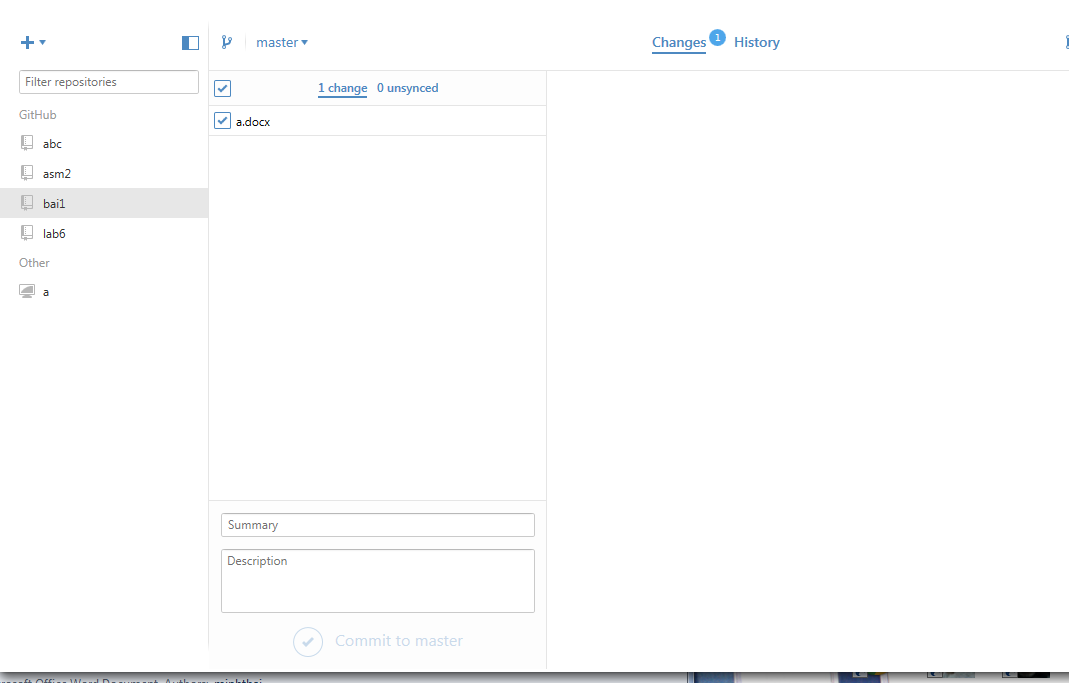 master
Changes 1 History
Filter repositories
1 change 0 unsynced
GitHub
a.docx
abc
asm2
bai1
lab6
Other
a
Summary
Description
Commit to master